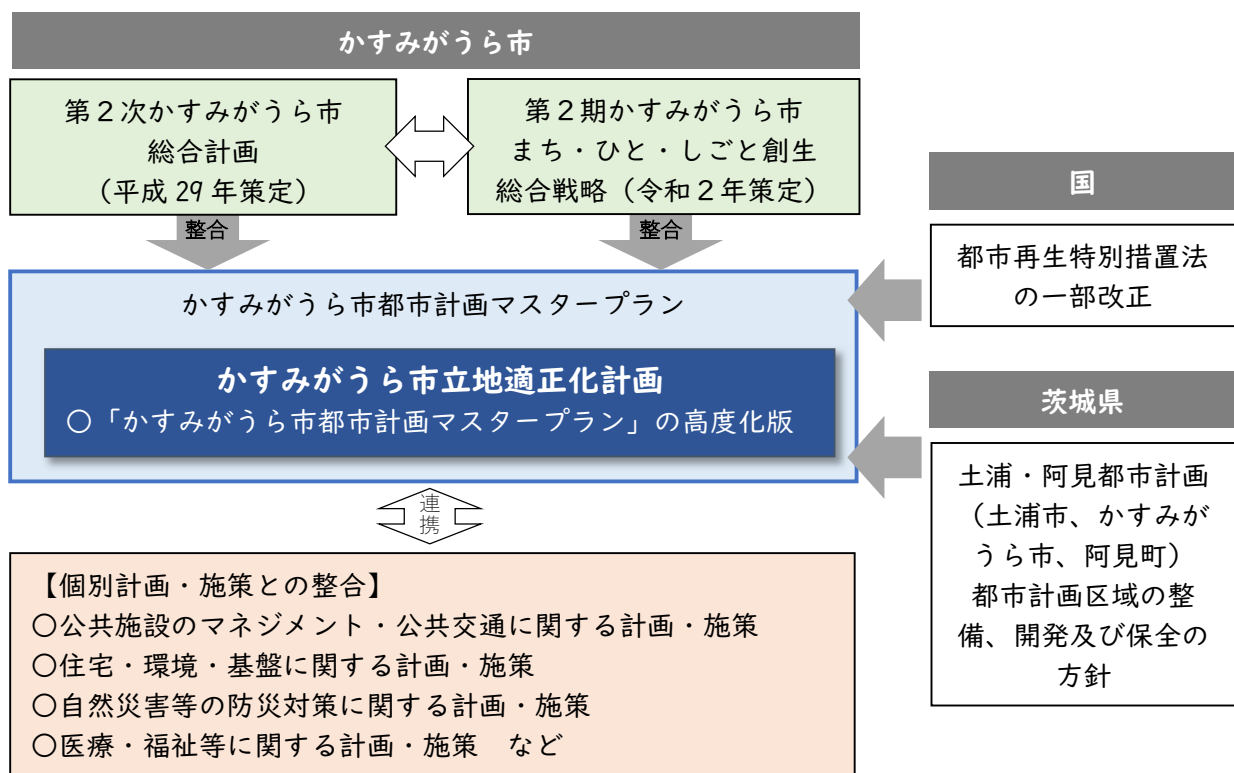 かすみがうら市
第２次かすみがうら市
総合計画
（平成 29 年策定）
第２期かすみがうら市
まち・ひと・しごと創生
総合戦略（令和２年策定）
整合
整合
かすみがうら市都市計画マスタープラン
かすみがうら市立地適正化計画
〇「かすみがうら市都市計画マスタープラン」の高度化版
連
携
【個別計画・施策との整合】
〇公共施設のマネジメント・公共交通に関する計画・施策
〇住宅・環境・基盤に関する計画・施策
〇自然災害等の防災対策に関する計画・施策
〇医療・福祉等に関する計画・施策　など
国
都市再生特別措置法
の一部改正
茨城県
土浦・阿見都市計画
（土浦市、かすみが
うら市、阿見町）
都市計画区域の整
備、開発及び保全の
方針